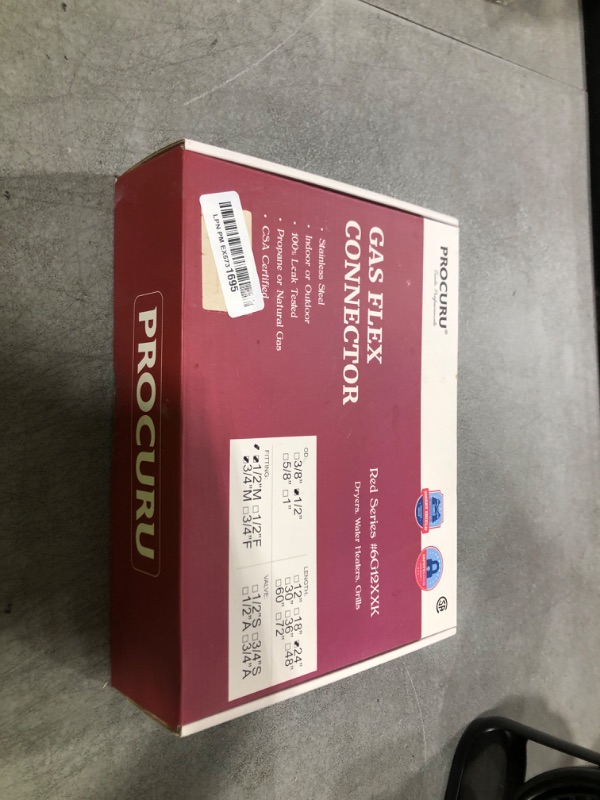 PROCURU®
GAS FLEX
CONNECTOR
• Stainless Steel
• Indoor or Outdoor
• 100% Leak Tested
• Propane or Natural Gas
• CSA Certified
LPN PM EX573 1695
Red Series #6G12XXK
Dryers, Water Heaters, Grills
OD:
□3/8" ☑1/2"
□5/8" □1"
LENGTH:
□12" □18" ☑24"
□30" □36" □48"
□60" □72"
FITTING:
☑1/2"M □1/2"F
☑3/4"M □3/4"F
VALVE:
□1/2"S □3/4"S
□1/2"A □3/4"A
PROCURU